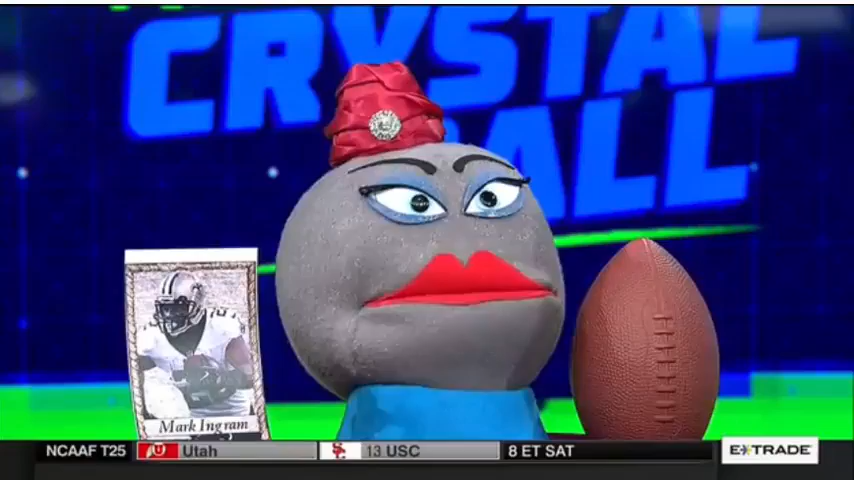 CRYSTAL
BALL
Mark Ingram
NCAAF T25 Utah 13 USC 8 ET SAT E*TRADE